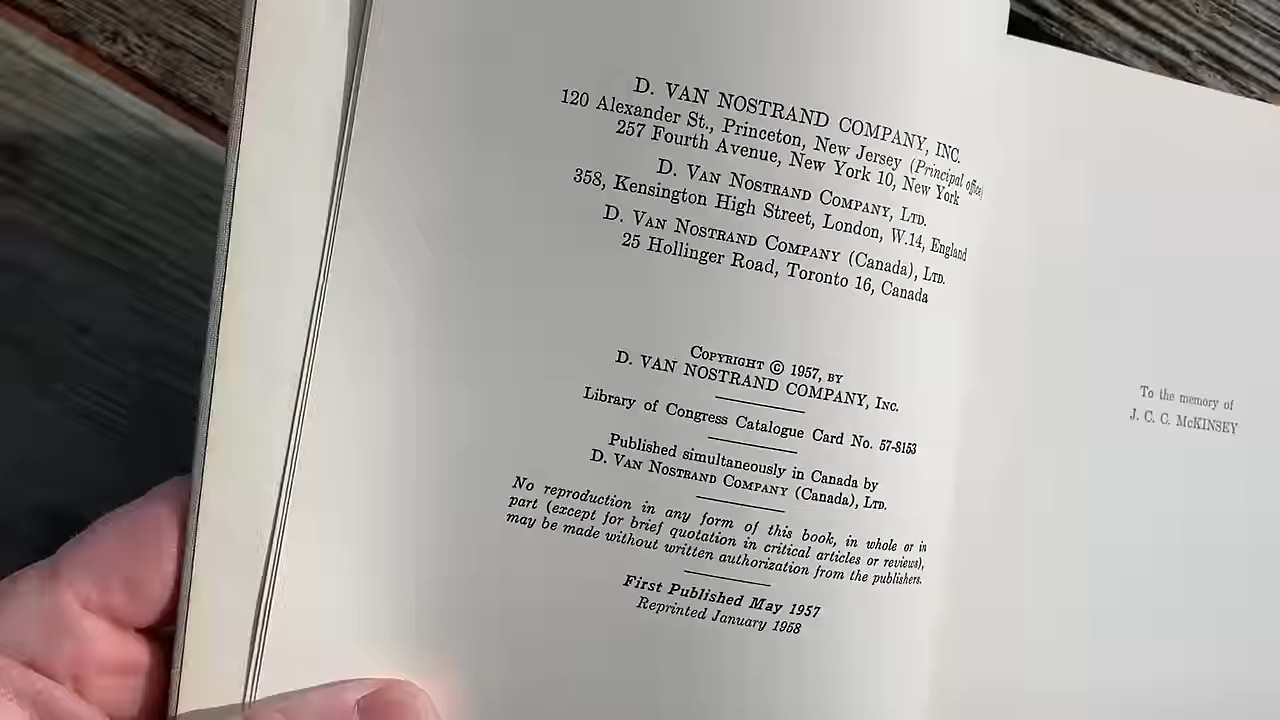 D. VAN NOSTRAND COMPANY, INC.
120 Alexander St., Princeton, New Jersey (Principal office)
257 Fourth Avenue, New York 10, New York
D. VAN NOSTRAND COMPANY, LTD.
358, Kensington High Street, London, W.14, England
D. VAN NOSTRAND COMPANY (Canada), LTD.
25 Hollinger Road, Toronto 16, Canada
COPYRIGHT © 1957, BY
D. VAN NOSTRAND COMPANY, INC.
Library of Congress Catalogue Card No. 57-8153
Published simultaneously in Canada by
D. VAN NOSTRAND COMPANY (Canada), LTD.
No reproduction in any form of this book, in whole or in
part (except for brief quotation in critical articles or reviews),
may be made without written authorization from the publishers.
First Published May 1957
Reprinted January 1958
To the memory of
J. C. C. McKINSEY